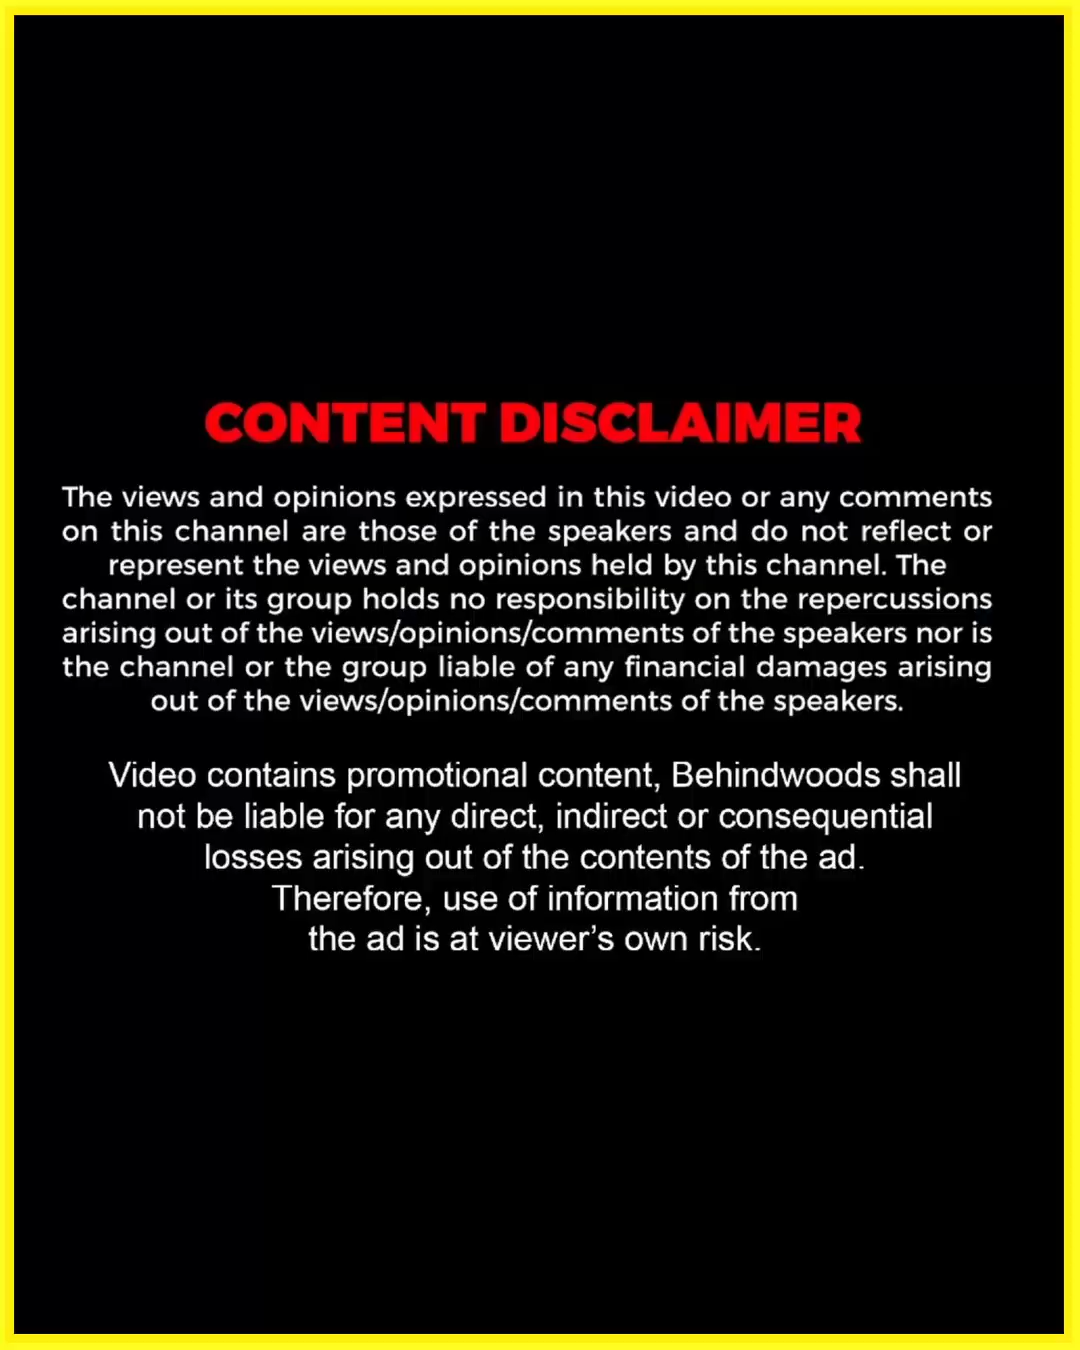 CONTENT DISCLAIMER
The views and opinions expressed in this video or any comments
on this channel are those of the speakers and do not reflect or
represent the views and opinions held by this channel. The
channel or its group holds no responsibility on the repercussions
arising out of the views/opinions/comments of the speakers nor is
the channel or the group liable of any financial damages arising
out of the views/opinions/comments of the speakers.
Video contains promotional content, Behindwoods shall
not be liable for any direct, indirect or consequential
losses arising out of the contents of the ad.
Therefore, use of information from
the ad is at viewer’s own risk.